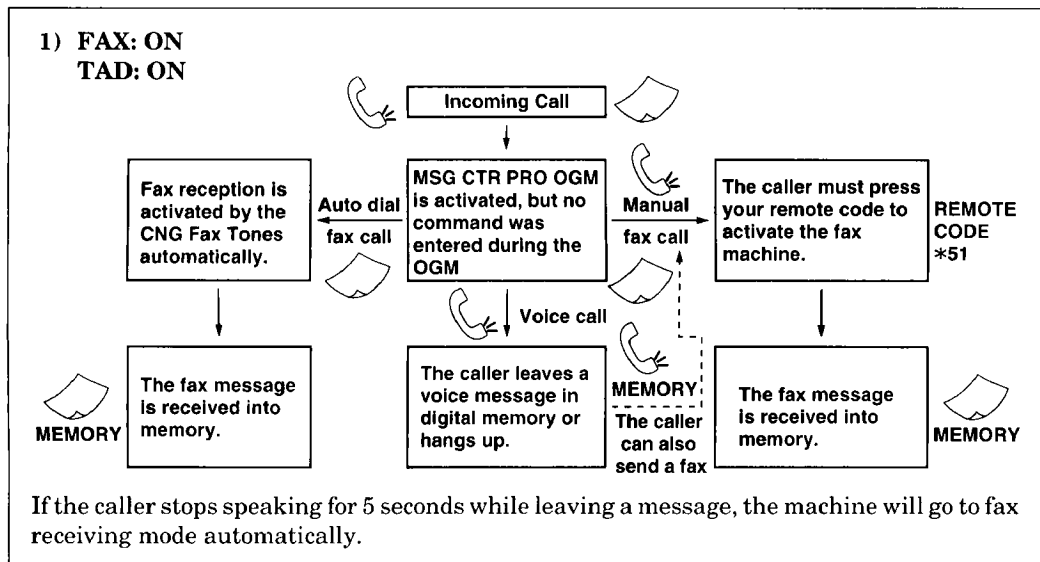 1) FAX: ON
TAD: ON
Incoming Call
Fax reception is
activated by the
CNG Fax Tones
automatically.
Auto dial
fax call
MSG CTR PRO OGM
is activated, but no
command was
entered during the
OGM
Manual
fax call
The caller must press
your remote code to
activate the fax
machine.
REMOTE
CODE
*51
Voice call
MEMORY
The fax message
is received into
memory.
The caller leaves a
voice message in
digital memory or
hangs up.
MEMORY
The caller
can also
send a fax
The fax message
is received into
memory.
MEMORY
If the caller stops speaking for 5 seconds while leaving a message, the machine will go to fax
receiving mode automatically.